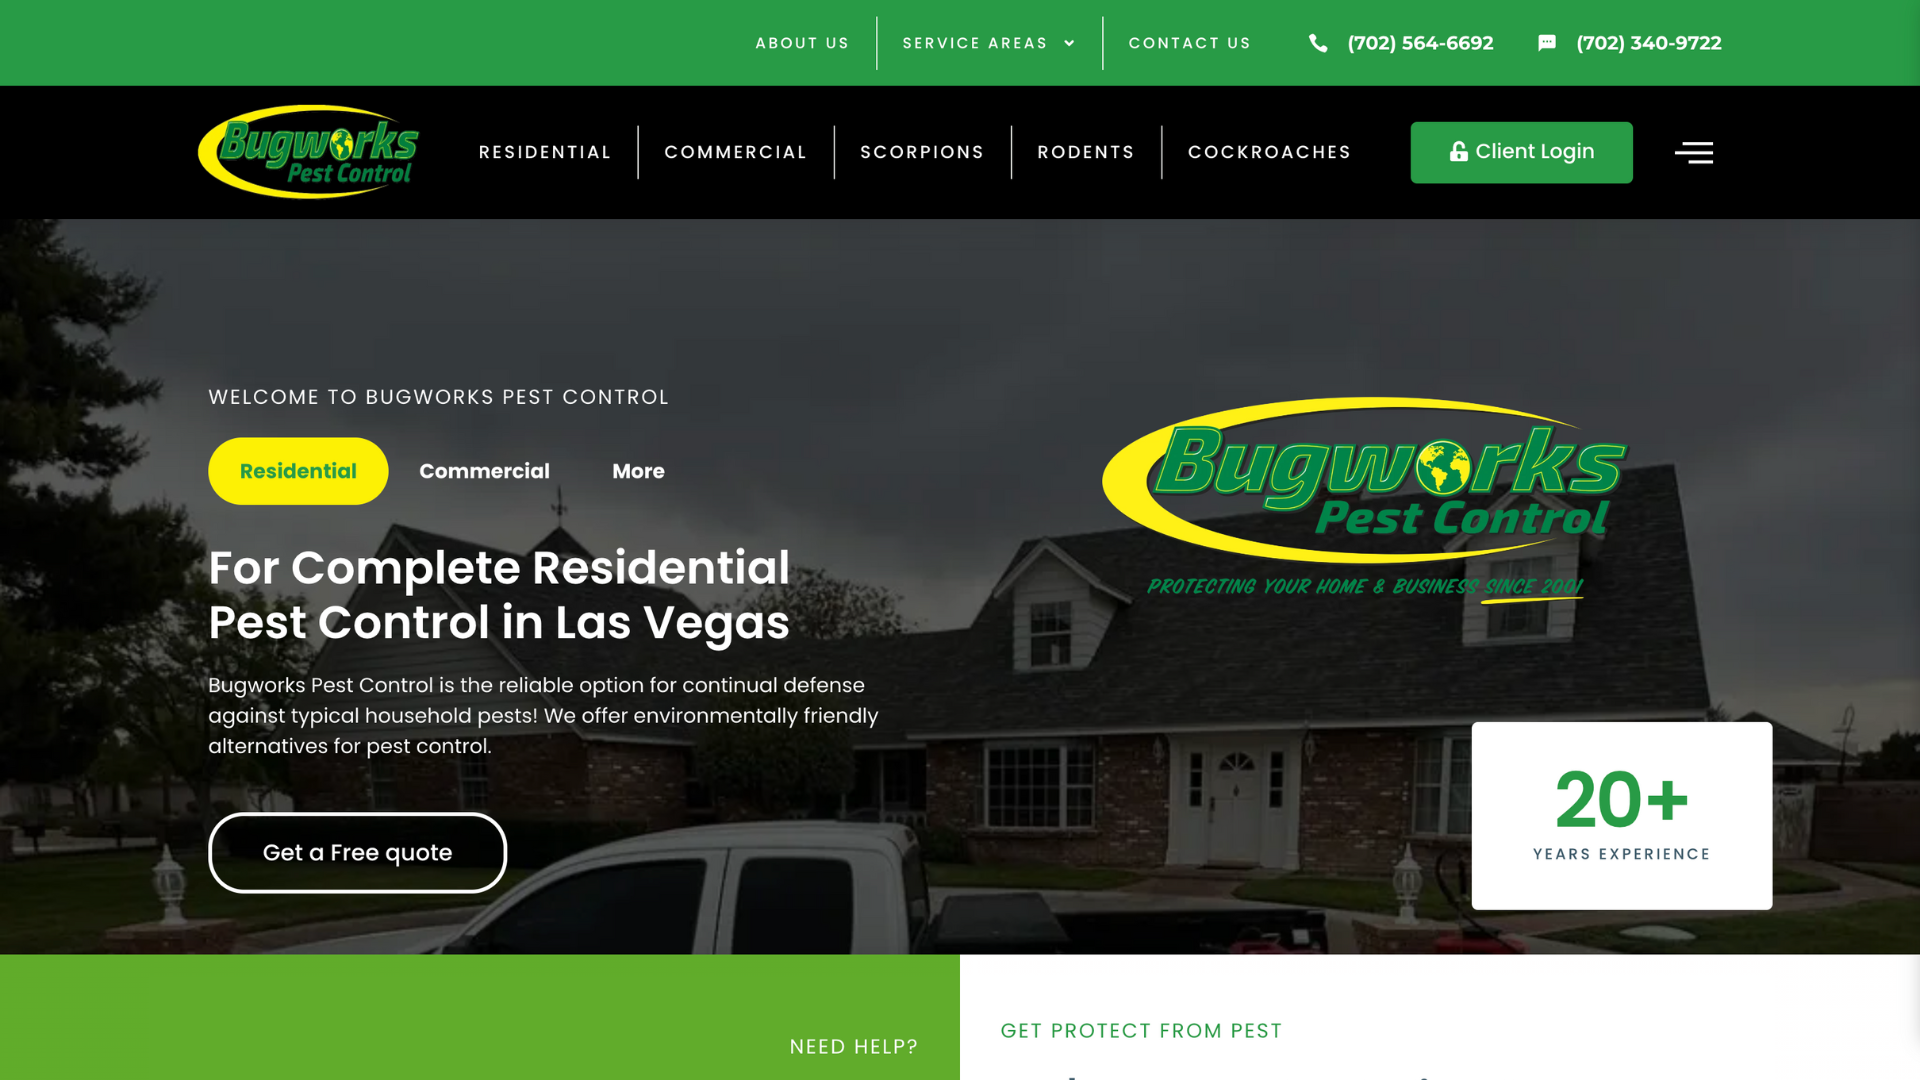 ABOUT US
SERVICE AREAS
CONTACT US
(702) 564-6692
(702) 340-9722
Bugworks
Pest Control
RESIDENTIAL
COMMERCIAL
SCORPIONS
RODENTS
COCKROACHES
Client Login
WELCOME TO BUGWORKS PEST CONTROL
Residential
Commercial
More
For Complete Residential
Pest Control in Las Vegas
Bugworks Pest Control is the reliable option for continual defense
against typical household pests! We offer environmentally friendly
alternatives for pest control.
Get a Free quote
Bugworks
Pest Control
PROTECTING YOUR HOME & BUSINESS SINCE 2001
20+
YEARS EXPERIENCE
NEED HELP?
GET PROTECT FROM PEST